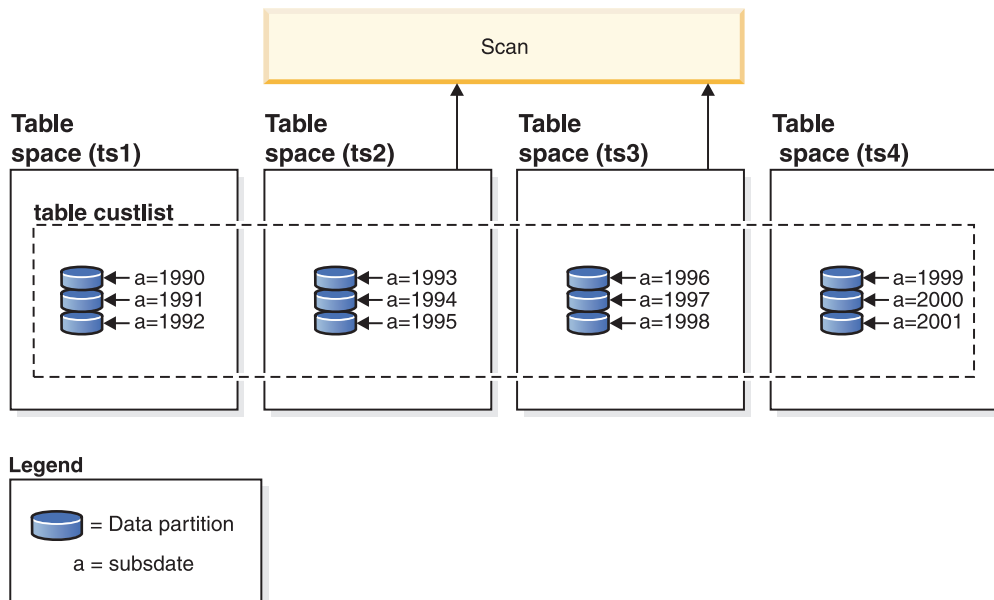 Scan
Table
space (ts1)
Table
space (ts2)
Table
space (ts3)
Table
space (ts4)
table custlist
a=1990
a=1991
a=1992
a=1993
a=1994
a=1995
a=1996
a=1997
a=1998
a=1999
a=2000
a=2001
Legend
= Data partition
a = subsdate